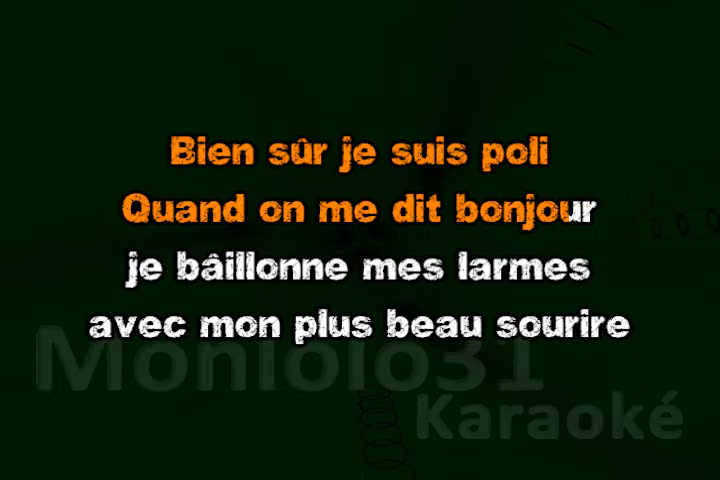 Bien sûr je suis poli
Quand on me dit bonjour
je bâillonne mes larmes
avec mon plus beau sourire
Monlolo31
Karaoké